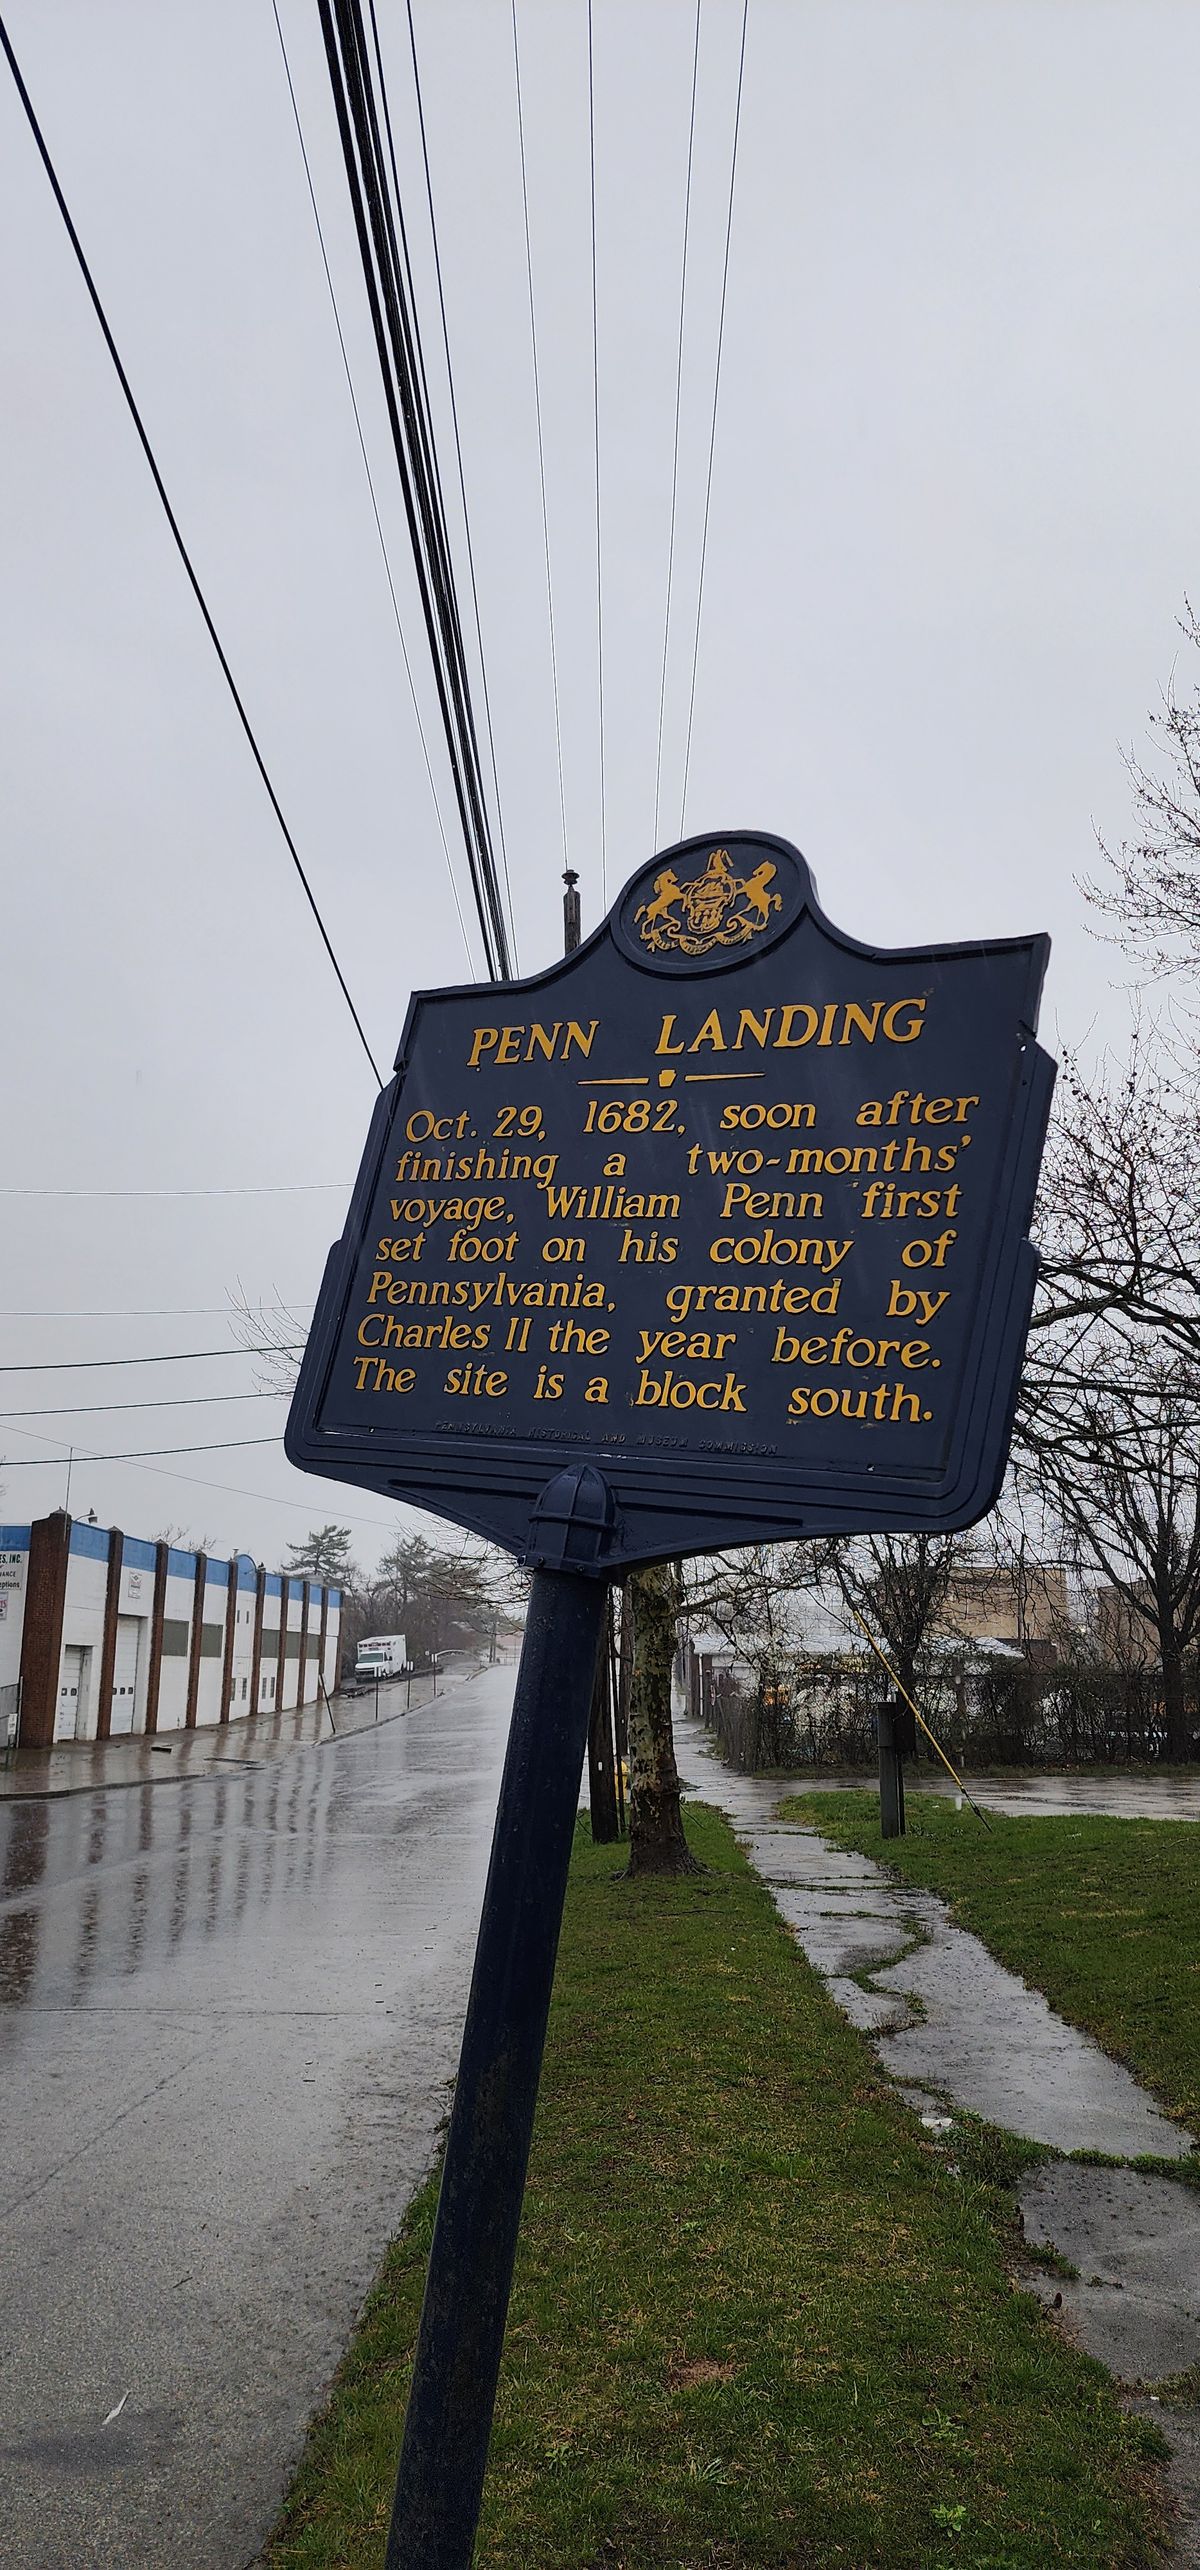 PENN LANDING
Oct. 29, 1682, soon after
finishing a two-months'
voyage, William Penn first
set foot on his colony of
Pennsylvania, granted by
Charles II the year before.
The site is a block south.
PENNSYLVANIA HISTORICAL AND MUSEUM COMMISSION
ES, INC.